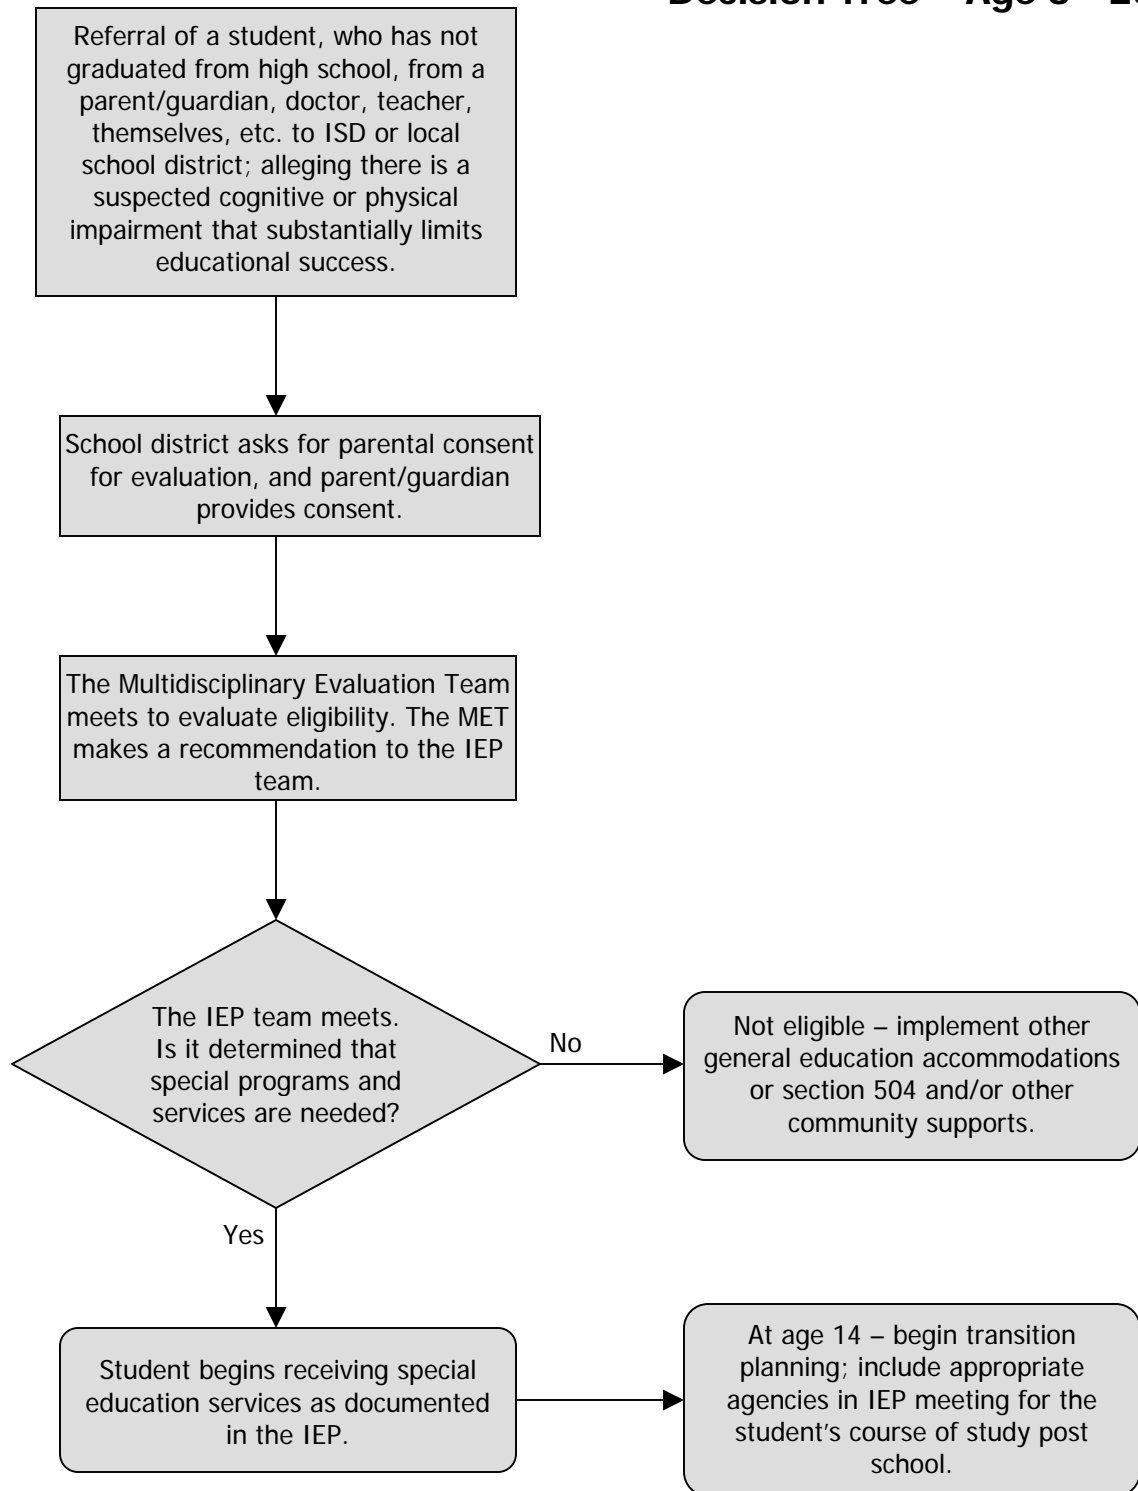 Referral of a student, who has not
graduated from high school, from a
parent/guardian, doctor, teacher,
themselves, etc. to ISD or local
school district; alleging there is a
suspected cognitive or physical
impairment that substantially limits
educational success.
School district asks for parental consent
for evaluation, and parent/guardian
provides consent.
The Multidisciplinary Evaluation Team
meets to evaluate eligibility. The MET
makes a recommendation to the IEP
team.
The IEP team meets.
Is it determined that
special programs and
services are needed?
No
Not eligible – implement other
general education accommodations
or section 504 and/or other
community supports.
Yes
Student begins receiving special
education services as documented
in the IEP.
At age 14 – begin transition
planning; include appropriate
agencies in IEP meeting for the
student's course of study post
school.